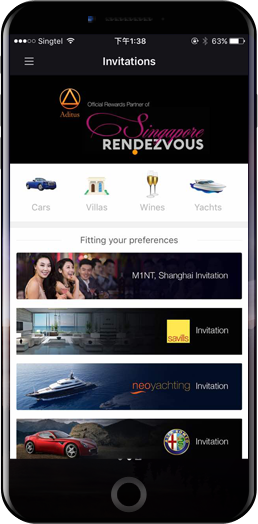 Singtel
下午1:38
63%
Invitations
Aditus
Official Rewards Partner of
Singapore
RENDEZVOUS
Cars
Villas
Wines
Yachts
Fitting your preferences
M1NT, Shanghai Invitation
savills
Invitation
neoyachting Invitation
Invitation